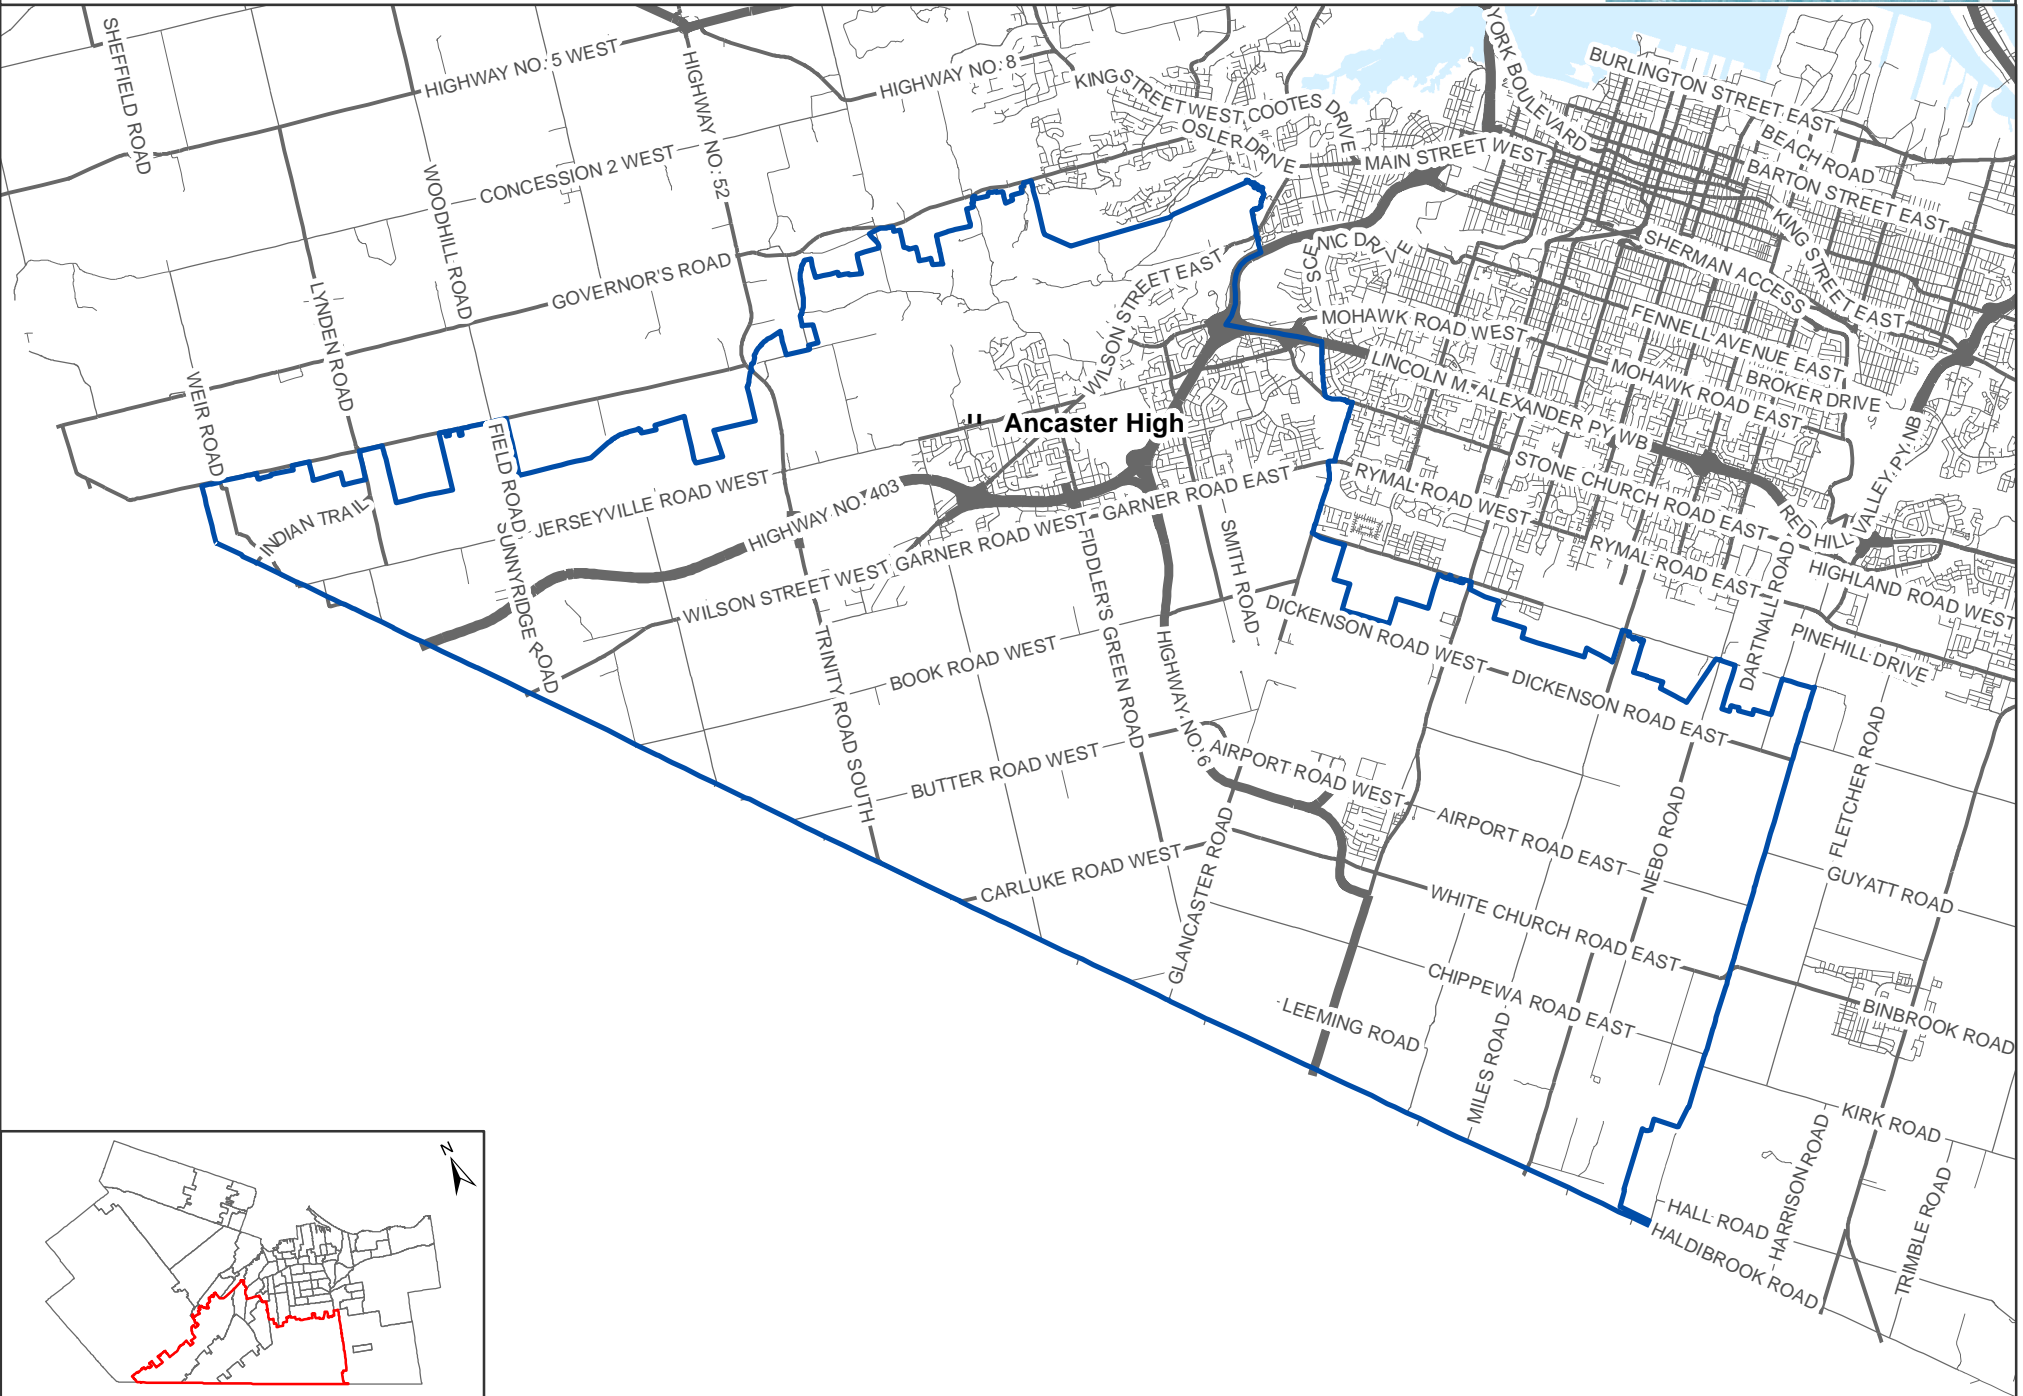 SHEFFIELD ROAD
HIGHWAY NO. 5 WEST
HIGHWAY NO. 52
HIGHWAY NO. 8
KING STREET WEST
COOTES DRIVE
OSLER DRIVE
YORK BOULEVARD
MAIN STREET WEST
BURLINGTON STREET EAST
BEACH ROAD
BARTON STREET EAST
KING STREET EAST
SHERMAN ACCESS
CONCESSION 2 WEST
WOODHILL ROAD
GOVERNOR'S ROAD
LYNDEN ROAD
WEIR ROAD
WILSON STREET EAST
SCENIC DRIVE
MOHAWK ROAD WEST
FENNELL AVENUE EAST
BROKER DRIVE
MOHAWK ROAD EAST
LINCOLN M. ALEXANDER PY WB
Ancaster High
STONE CHURCH ROAD EAST
RED HILL VALLEY PY NB
RYMAL ROAD WEST
RYMAL ROAD EAST
HIGHLAND ROAD WEST
DARTNALL ROAD
PINEHILL DRIVE
INDIAN TRAIL
FIELD ROAD
SUNNYRIDGE ROAD
JERSEYVILLE ROAD WEST
HIGHWAY NO. 403
WILSON STREET WEST
GARNER ROAD WEST
GARNER ROAD EAST
SMITH ROAD
FIDDLER'S GREEN ROAD
HIGHWAY NO. 6
TRINITY ROAD SOUTH
BOOK ROAD WEST
DICKENSON ROAD WEST
DICKENSON ROAD EAST
BUTTER ROAD WEST
AIRPORT ROAD WEST
AIRPORT ROAD EAST
NEBO ROAD
FLETCHER ROAD
GUYATT ROAD
CARLUKE ROAD WEST
GLANCASTER ROAD
WHITE CHURCH ROAD EAST
CHIPPEWA ROAD EAST
BINBROOK ROAD
LEEMING ROAD
MILES ROAD
KIRK ROAD
HARRISON ROAD
TRIMBLE ROAD
HALL ROAD
HALDIBROOK ROAD
N